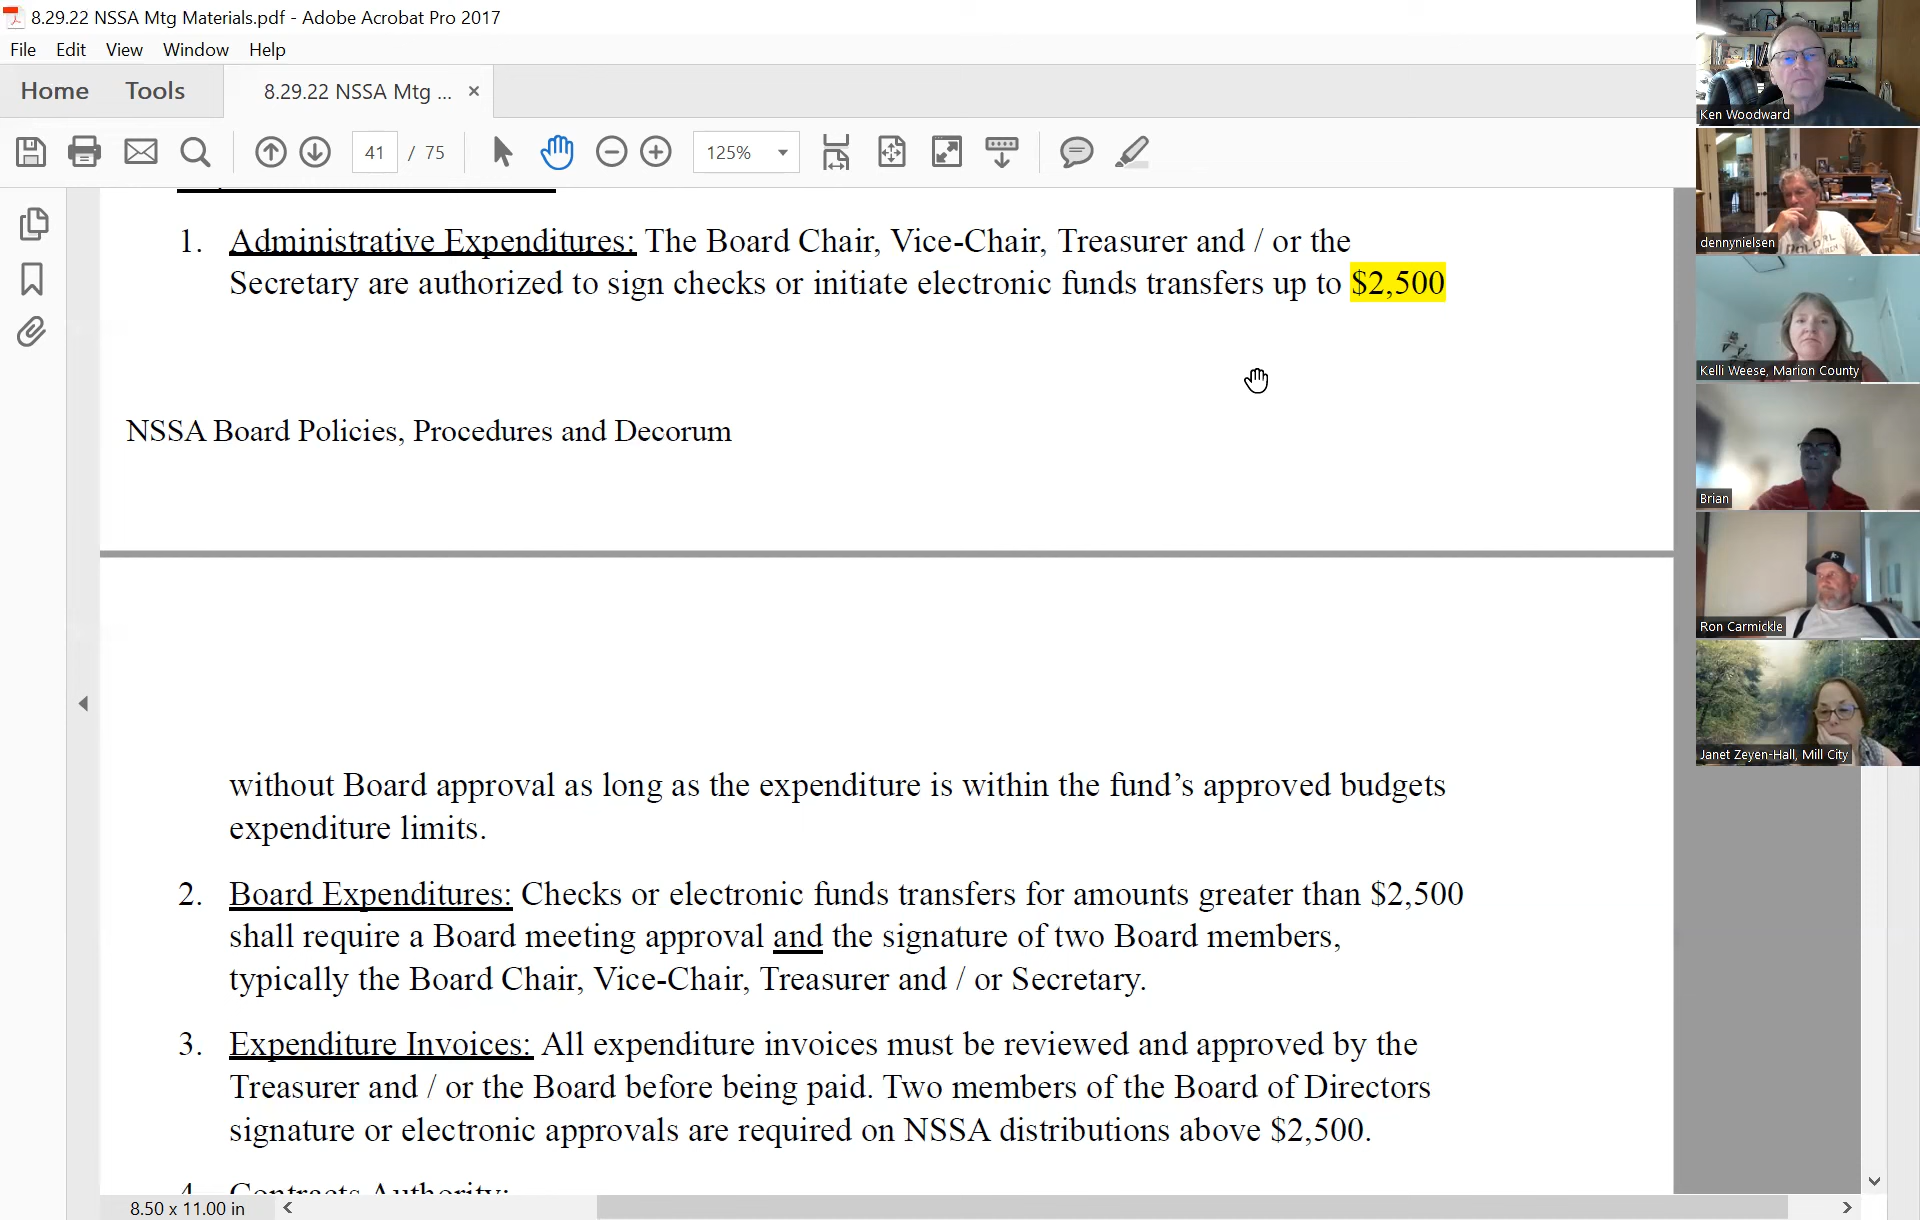 8.29.22 NSSA Mtg Materials.pdf - Adobe Acrobat Pro 2017
File Edit View Window Help
Home Tools 8.29.22 NSSA Mtg ... ×
41 / 75 125%
1. Administrative Expenditures: The Board Chair, Vice-Chair, Treasurer and / or the
Secretary are authorized to sign checks or initiate electronic funds transfers up to $2,500
NSSA Board Policies, Procedures and Decorum
without Board approval as long as the expenditure is within the fund’s approved budgets
expenditure limits.
2. Board Expenditures: Checks or electronic funds transfers for amounts greater than $2,500
shall require a Board meeting approval and the signature of two Board members,
typically the Board Chair, Vice-Chair, Treasurer and / or Secretary.
3. Expenditure Invoices: All expenditure invoices must be reviewed and approved by the
Treasurer and / or the Board before being paid. Two members of the Board of Directors
signature or electronic approvals are required on NSSA distributions above $2,500.
4. Contracts Authority:
8.50 x 11.00 in
Ken Woodward
dennynielsen
Kelli Weese, Marion County
Brian
Ron Carmickle
Janet Zeyen-Hall, Mill City